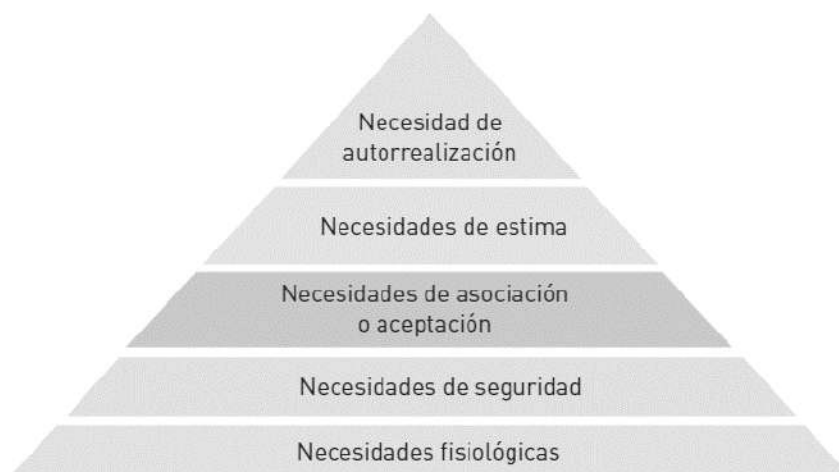 Necesidad de
autorrealización
Necesidades de estima
Necesidades de asociación
o aceptación
Necesidades de seguridad
Necesidades fisiológicas